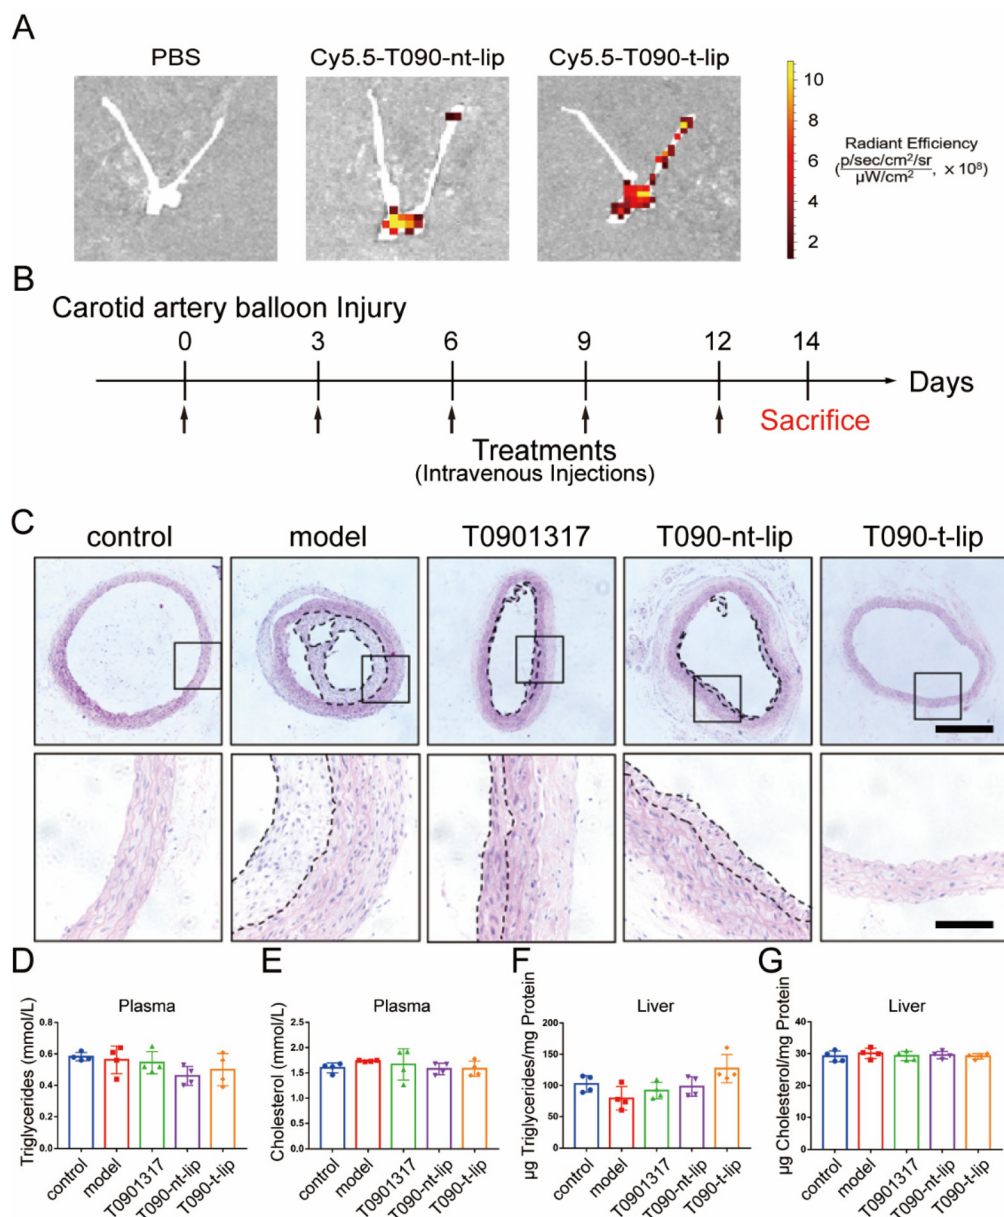 A
PBS
Cy5.5-T090-nt-lip
Cy5.5-T090-t-lip
10
8
6
4
2
Radiant Efficiency
(p/sec/cm²/sr
μW/cm² , × 10⁸)
B
Carotid artery balloon Injury
0 3 6 9 12 14
Days
Sacrifice
Treatments
(Intravenous Injections)
C
control model T0901317 T090-nt-lip T090-t-lip
D
Plasma
Triglycerides (mmol/L)
0.8
0.6
0.4
0.2
0.0
control
model
T0901317
T090-nt-lip
T090-t-lip
E
Plasma
Cholesterol (mmol/L)
2.5
2.0
1.5
1.0
0.5
0.0
control
model
T0901317
T090-nt-lip
T090-t-lip
F
Liver
μg Triglycerides/mg Protein
200
150
100
50
0
control
model
T0901317
T090-nt-lip
T090-t-lip
G
Liver
μg Cholesterol/mg Protein
40
30
20
10
0
control
model
T0901317
T090-nt-lip
T090-t-lip